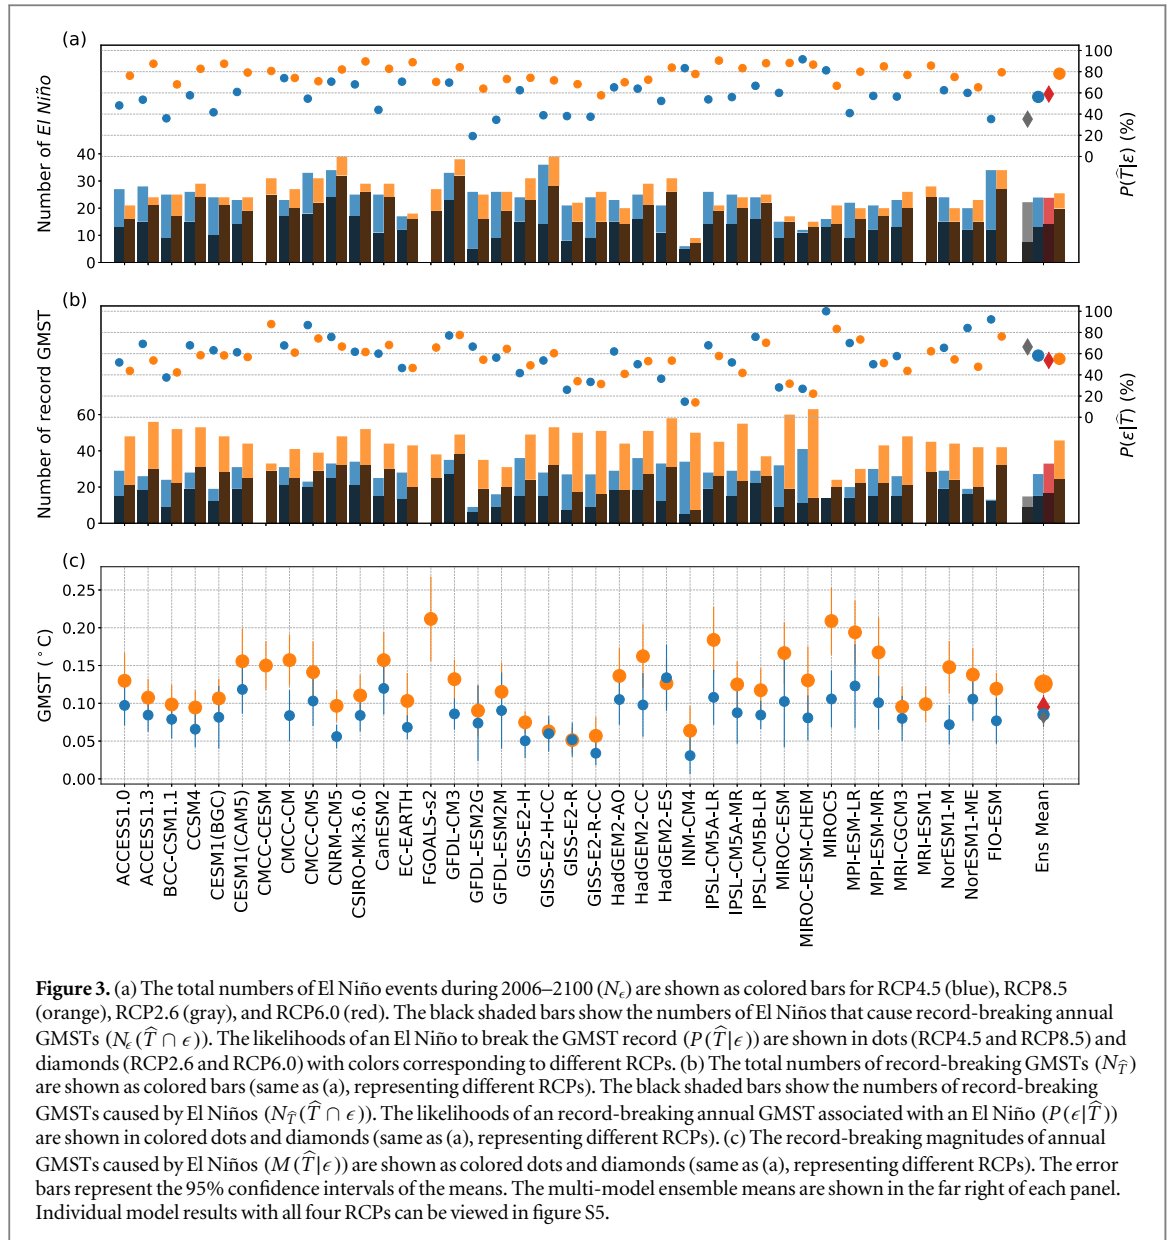 (a)
Number of El Niño
40
30
20
10
0
100
80
60
40
20
0
P(T̂|ε) (%)
(b)
Number of record GMST
60
40
20
0
100
80
60
40
20
0
P(ε|T̂) (%)
(c)
GMST (°C)
0.25
0.20
0.15
0.10
0.05
0.00
ACCESS1.0
ACCESS1.3
BCC-CSM1.1
CCSM4
CESM1(BGC)
CESM1(CAM5)
CMCC-CESM
CMCC-CM
CMCC-CMS
CNRM-CM5
CSIRO-Mk3.6.0
CanESM2
EC-EARTH
FGOALS-s2
GFDL-CM3
GFDL-ESM2G
GFDL-ESM2M
GISS-E2-H
GISS-E2-H-CC
GISS-E2-R
GISS-E2-R-CC
HadGEM2-AO
HadGEM2-CC
HadGEM2-ES
INM-CM4
IPSL-CM5A-LR
IPSL-CM5A-MR
IPSL-CM5B-LR
MIROC-ESM
MIROC-ESM-CHEM
MIROC5
MPI-ESM-LR
MPI-ESM-MR
MRI-CGCM3
MRI-ESM1
NorESM1-M
NorESM1-ME
FIO-ESM
Ens Mean
Figure 3. (a) The total numbers of El Niño events during 2006–2100 (Nϵ) are shown as colored bars for RCP4.5 (blue), RCP8.5
(orange), RCP2.6 (gray), and RCP6.0 (red). The black shaded bars show the numbers of El Niños that cause record-breaking annual
GMSTs (Nϵ(T̂ ∩ ϵ)). The likelihoods of an El Niño to break the GMST record (P(T̂|ϵ)) are shown in dots (RCP4.5 and RCP8.5) and
diamonds (RCP2.6 and RCP6.0) with colors corresponding to different RCPs. (b) The total numbers of record-breaking GMSTs (NT̂)
are shown as colored bars (same as (a), representing different RCPs). The black shaded bars show the numbers of record-breaking
GMSTs caused by El Niños (NT̂(T̂ ∩ ϵ)). The likelihoods of an record-breaking annual GMST associated with an El Niño (P(ϵ|T̂))
are shown in colored dots and diamonds (same as (a), representing different RCPs). (c) The record-breaking magnitudes of annual
GMSTs caused by El Niños (M(T̂|ϵ)) are shown as colored dots and diamonds (same as (a), representing different RCPs). The error
bars represent the 95% confidence intervals of the means. The multi-model ensemble means are shown in the far right of each panel.
Individual model results with all four RCPs can be viewed in figure S5.